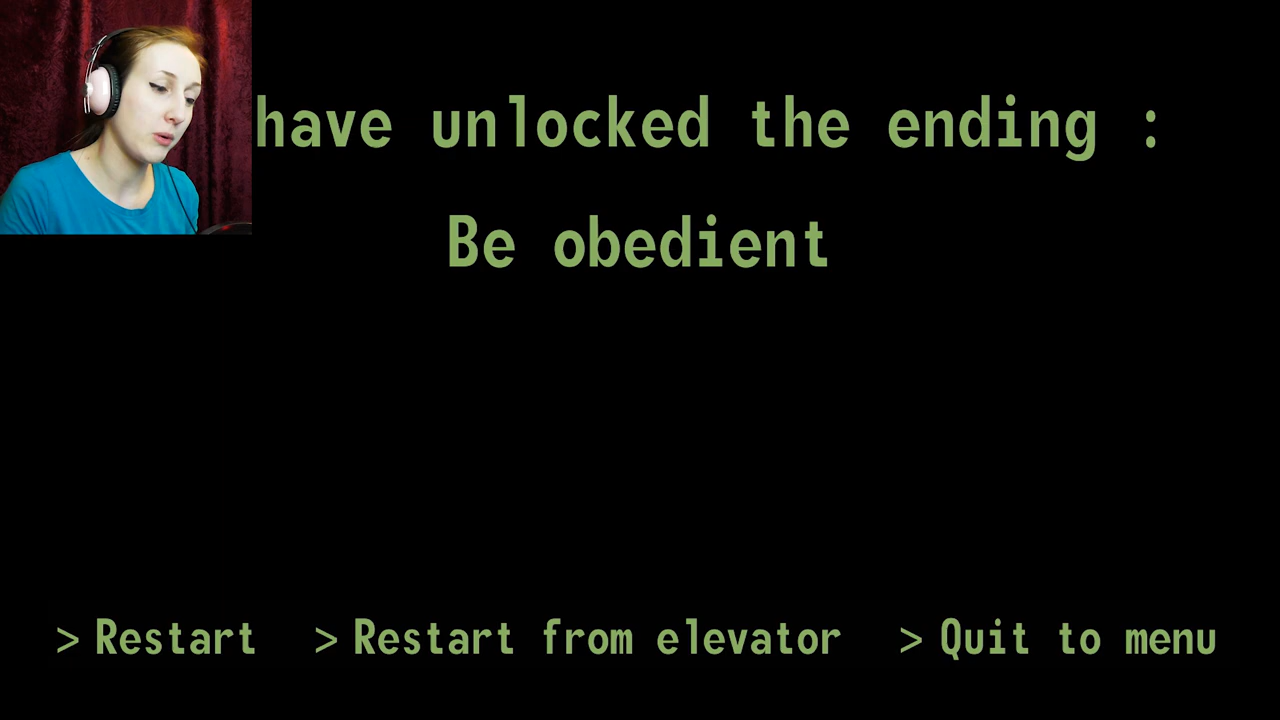 have unlocked the ending :
Be obedient
> Restart > Restart from elevator > Quit to menu